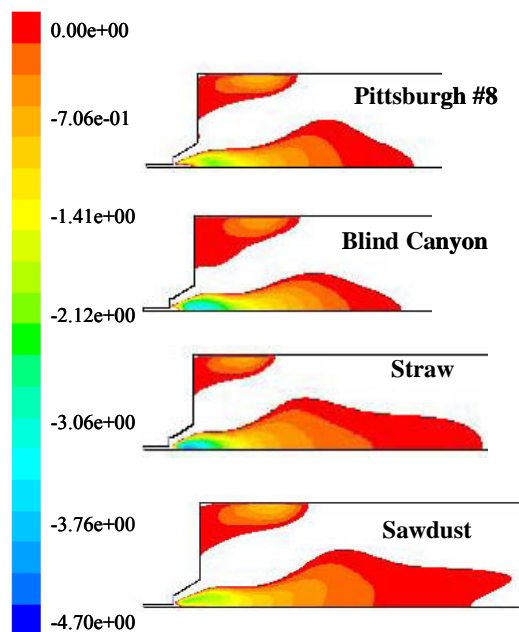 0.00e+00
Pittsburgh #8
-7.06e-01
-1.41e+00
Blind Canyon
-2.12e+00
Straw
-3.06e+00
-3.76e+00
Sawdust
-4.70e+00